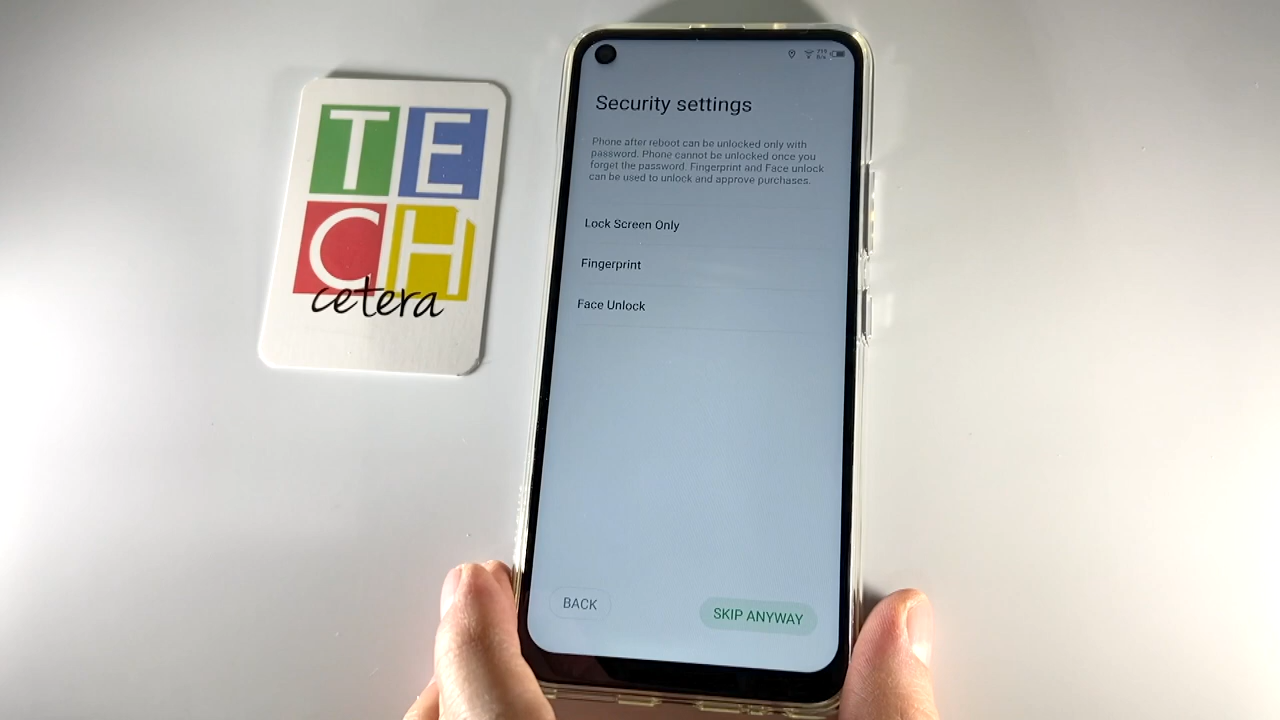 TE
CH
cetera
Security settings
Phone after reboot can be unlocked only with
password. Phone cannot be unlocked once you
forget the password. Fingerprint and Face unlock
can be used to unlock and approve purchases.
Lock Screen Only
Fingerprint
Face Unlock
BACK
SKIP ANYWAY